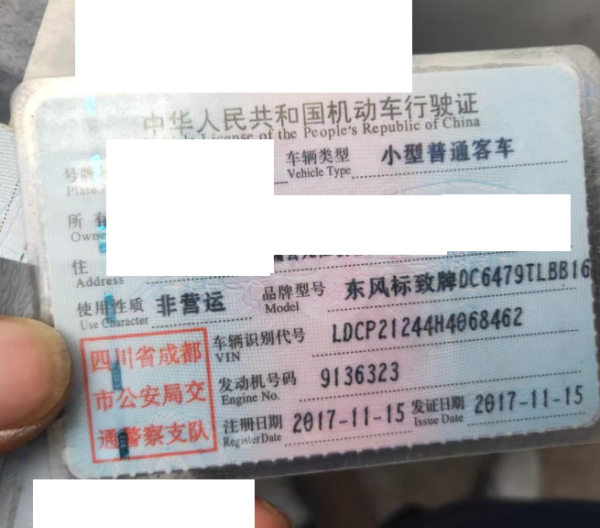 中华人民共和国机动车行驶证
License of the People's Republic of China
号牌
Plate
车辆类型 小型普通客车
Vehicle Type
所有
Owne
住
Address
使用性质 非营运 品牌型号 东风标致牌DC6479TLBB16
Use Character Model
四川省成都
市公安局交
通警察支队
车辆识别代号 LDCP21244H4068462
VIN
发动机号码 9136323
Engine No.
注册日期 2017-11-15 发证日期 2017-11-15
Register Date Issue Date